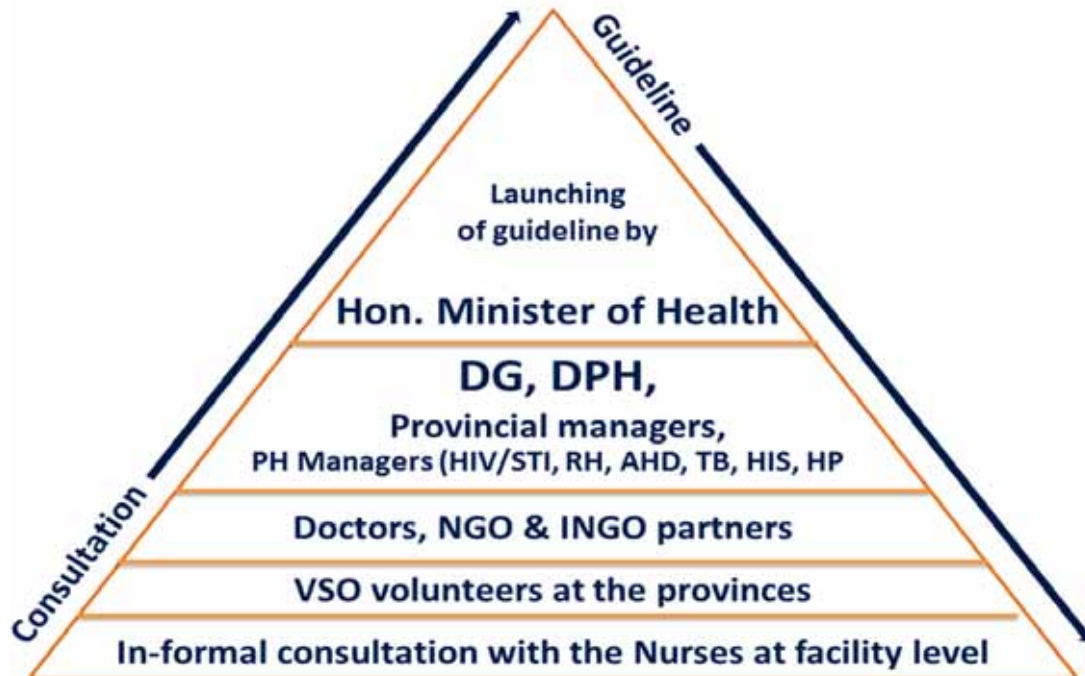 Guideline
Launching
of guideline by
Hon. Minister of Health
DG, DPH,
Provincial managers,
PH Managers (HIV/STI, RH, AHD, TB, HIS, HP
Doctors, NGO & INGO partners
VSO volunteers at the provinces
In-formal consultation with the Nurses at facility level
Consultation